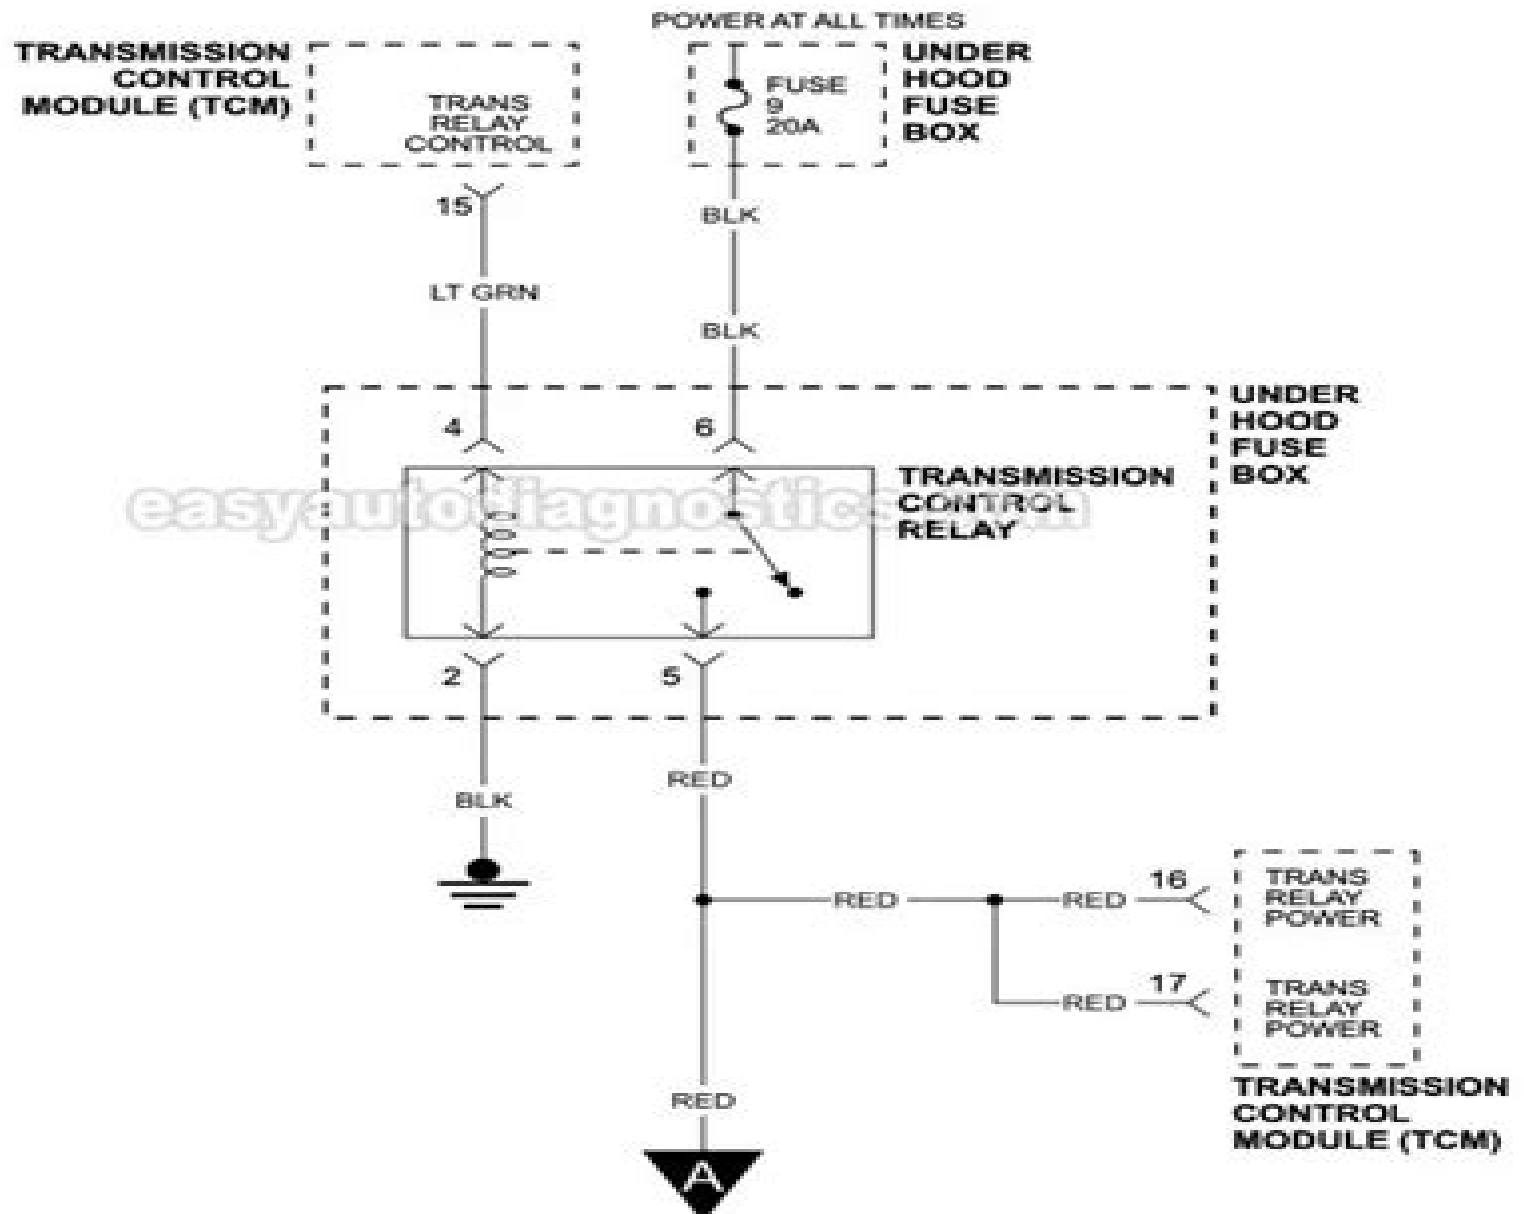 POWER AT ALL TIMES
TRANSMISSION
CONTROL
MODULE (TCM)
TRANS
RELAY
CONTROL
FUSE
9
20A
UNDER
HOOD
FUSE
BOX
15
BLK
LT GRN
BLK
4
6
UNDER
HOOD
FUSE
BOX
TRANSMISSION
CONTROL
RELAY
easyautodiagnostics.com
2
5
RED
BLK
RED
RED
16
TRANS
RELAY
POWER
RED
17
TRANS
RELAY
POWER
TRANSMISSION
CONTROL
MODULE (TCM)
RED
A